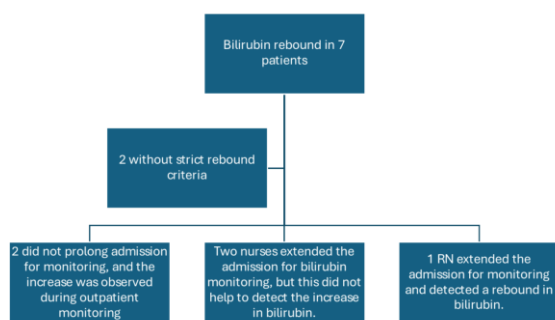 Bilirubin rebound in 7
patients
2 without strict rebound
criteria
2 did not prolong admission
for monitoring, and the
increase was observed
during outpatient
monitoring
Two nurses extended the
admission for bilirubin
monitoring, but this did not
help to detect the increase
in bilirubin.
1 RN extended the
admission for monitoring
and detected a rebound in
bilirubin.